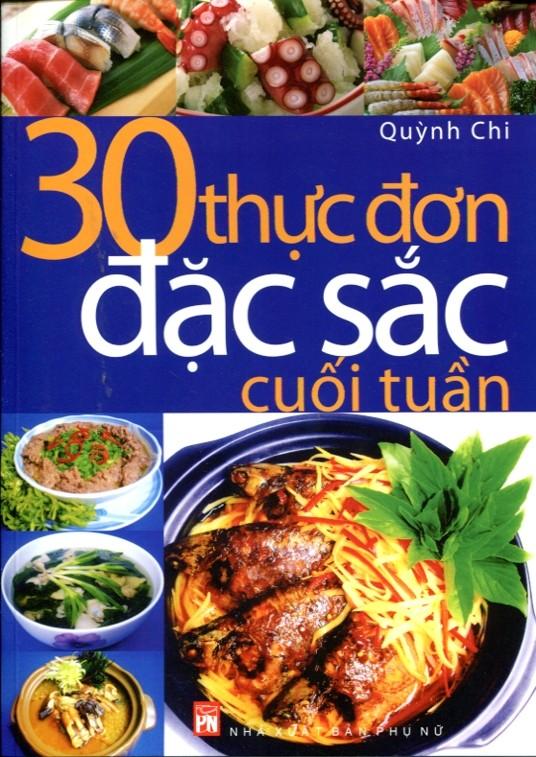 Quỳnh Chi
30 thực đơn
đặc sắc
cuối tuần
PN
NHÀ XUẤT BẢN PHỤ NỮ